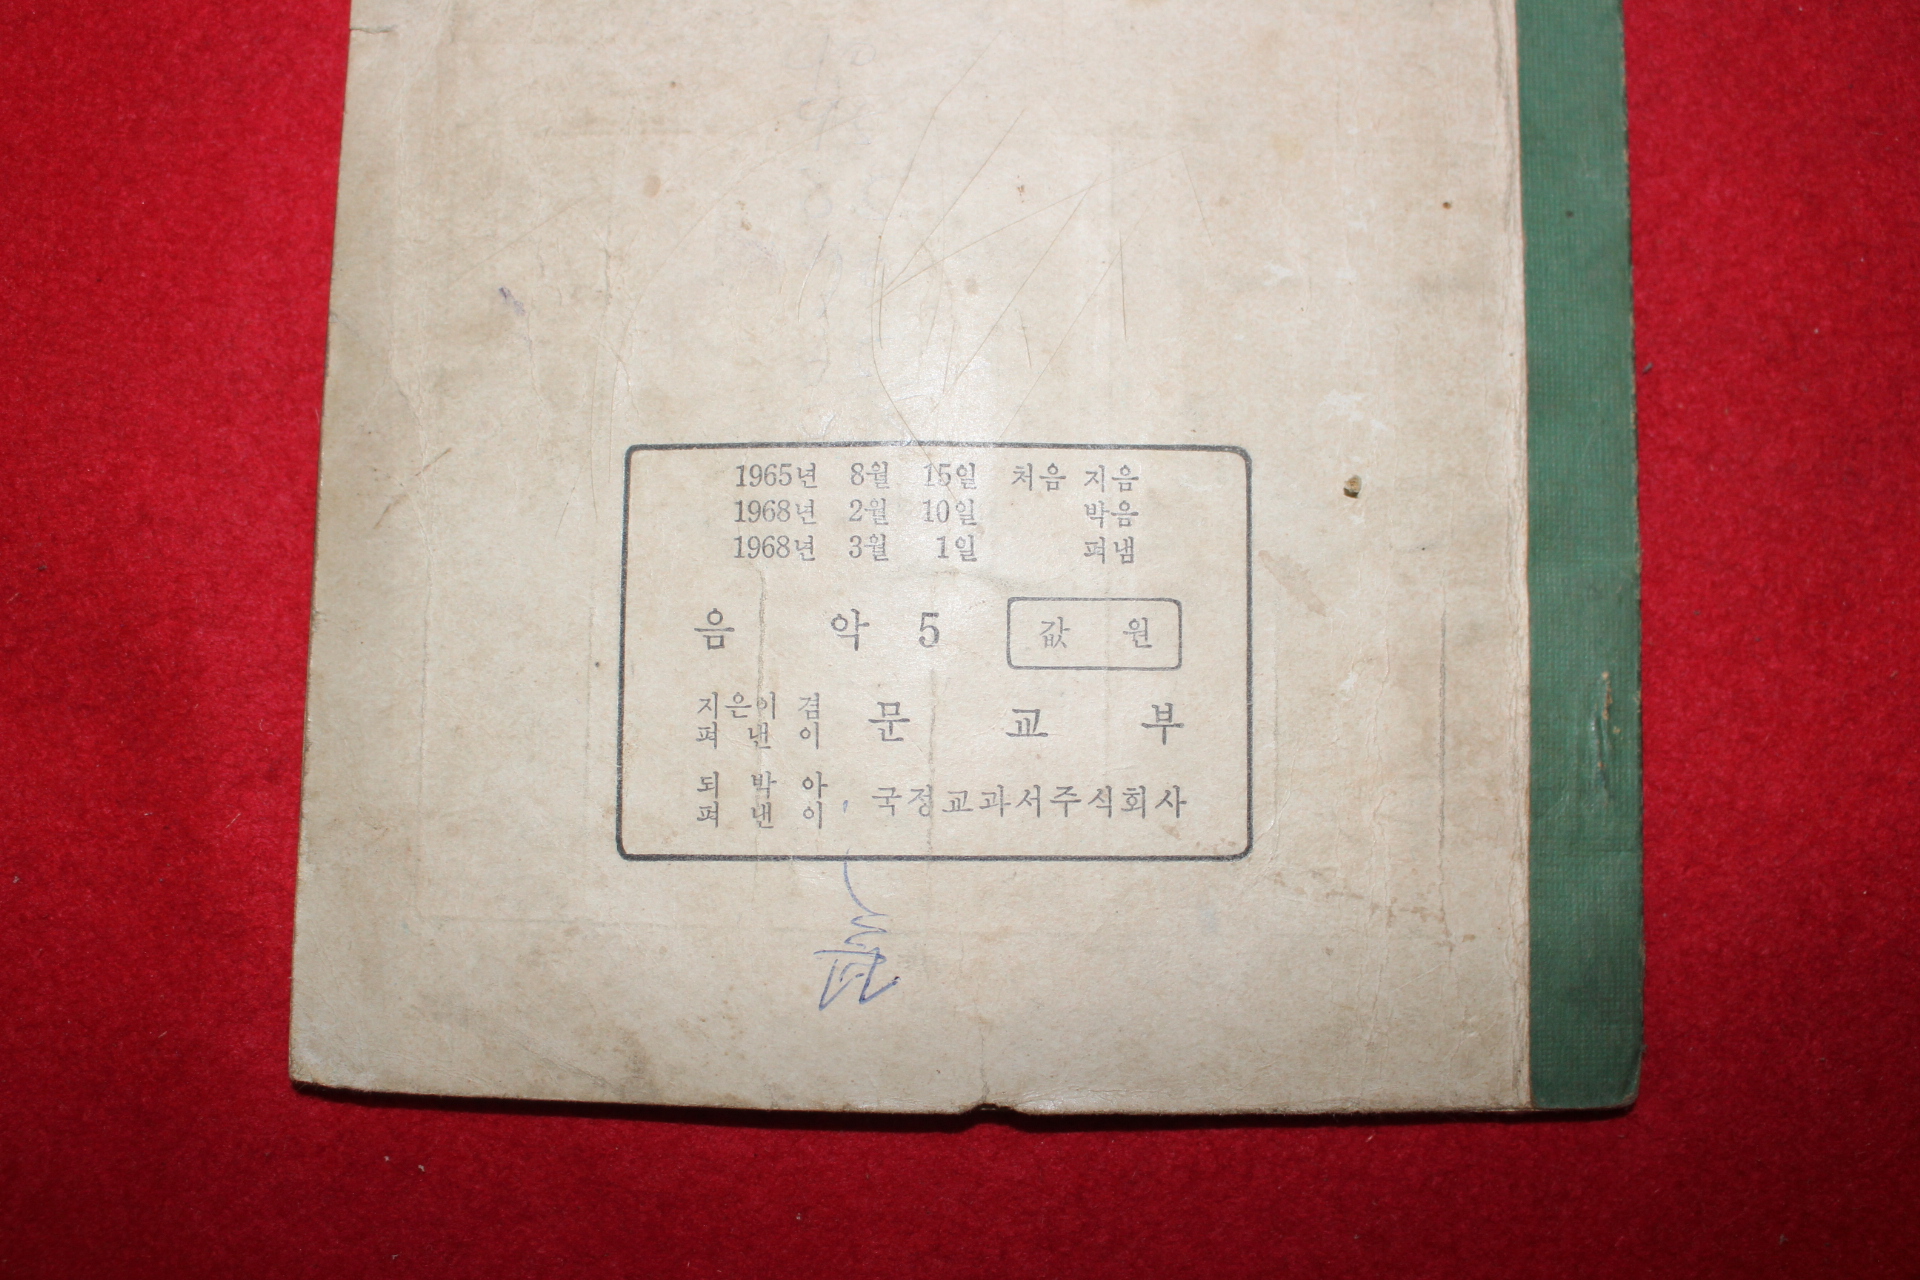 1965년 8월 15일 처음 지음
1968년 2월 10일 박음
1968년 3월 1일 펴냄
음 악 5 값 원
지은이 겸
펴 낸 이 문 교 부
되 박 아
펴 낸 이 국정교과서주식회사